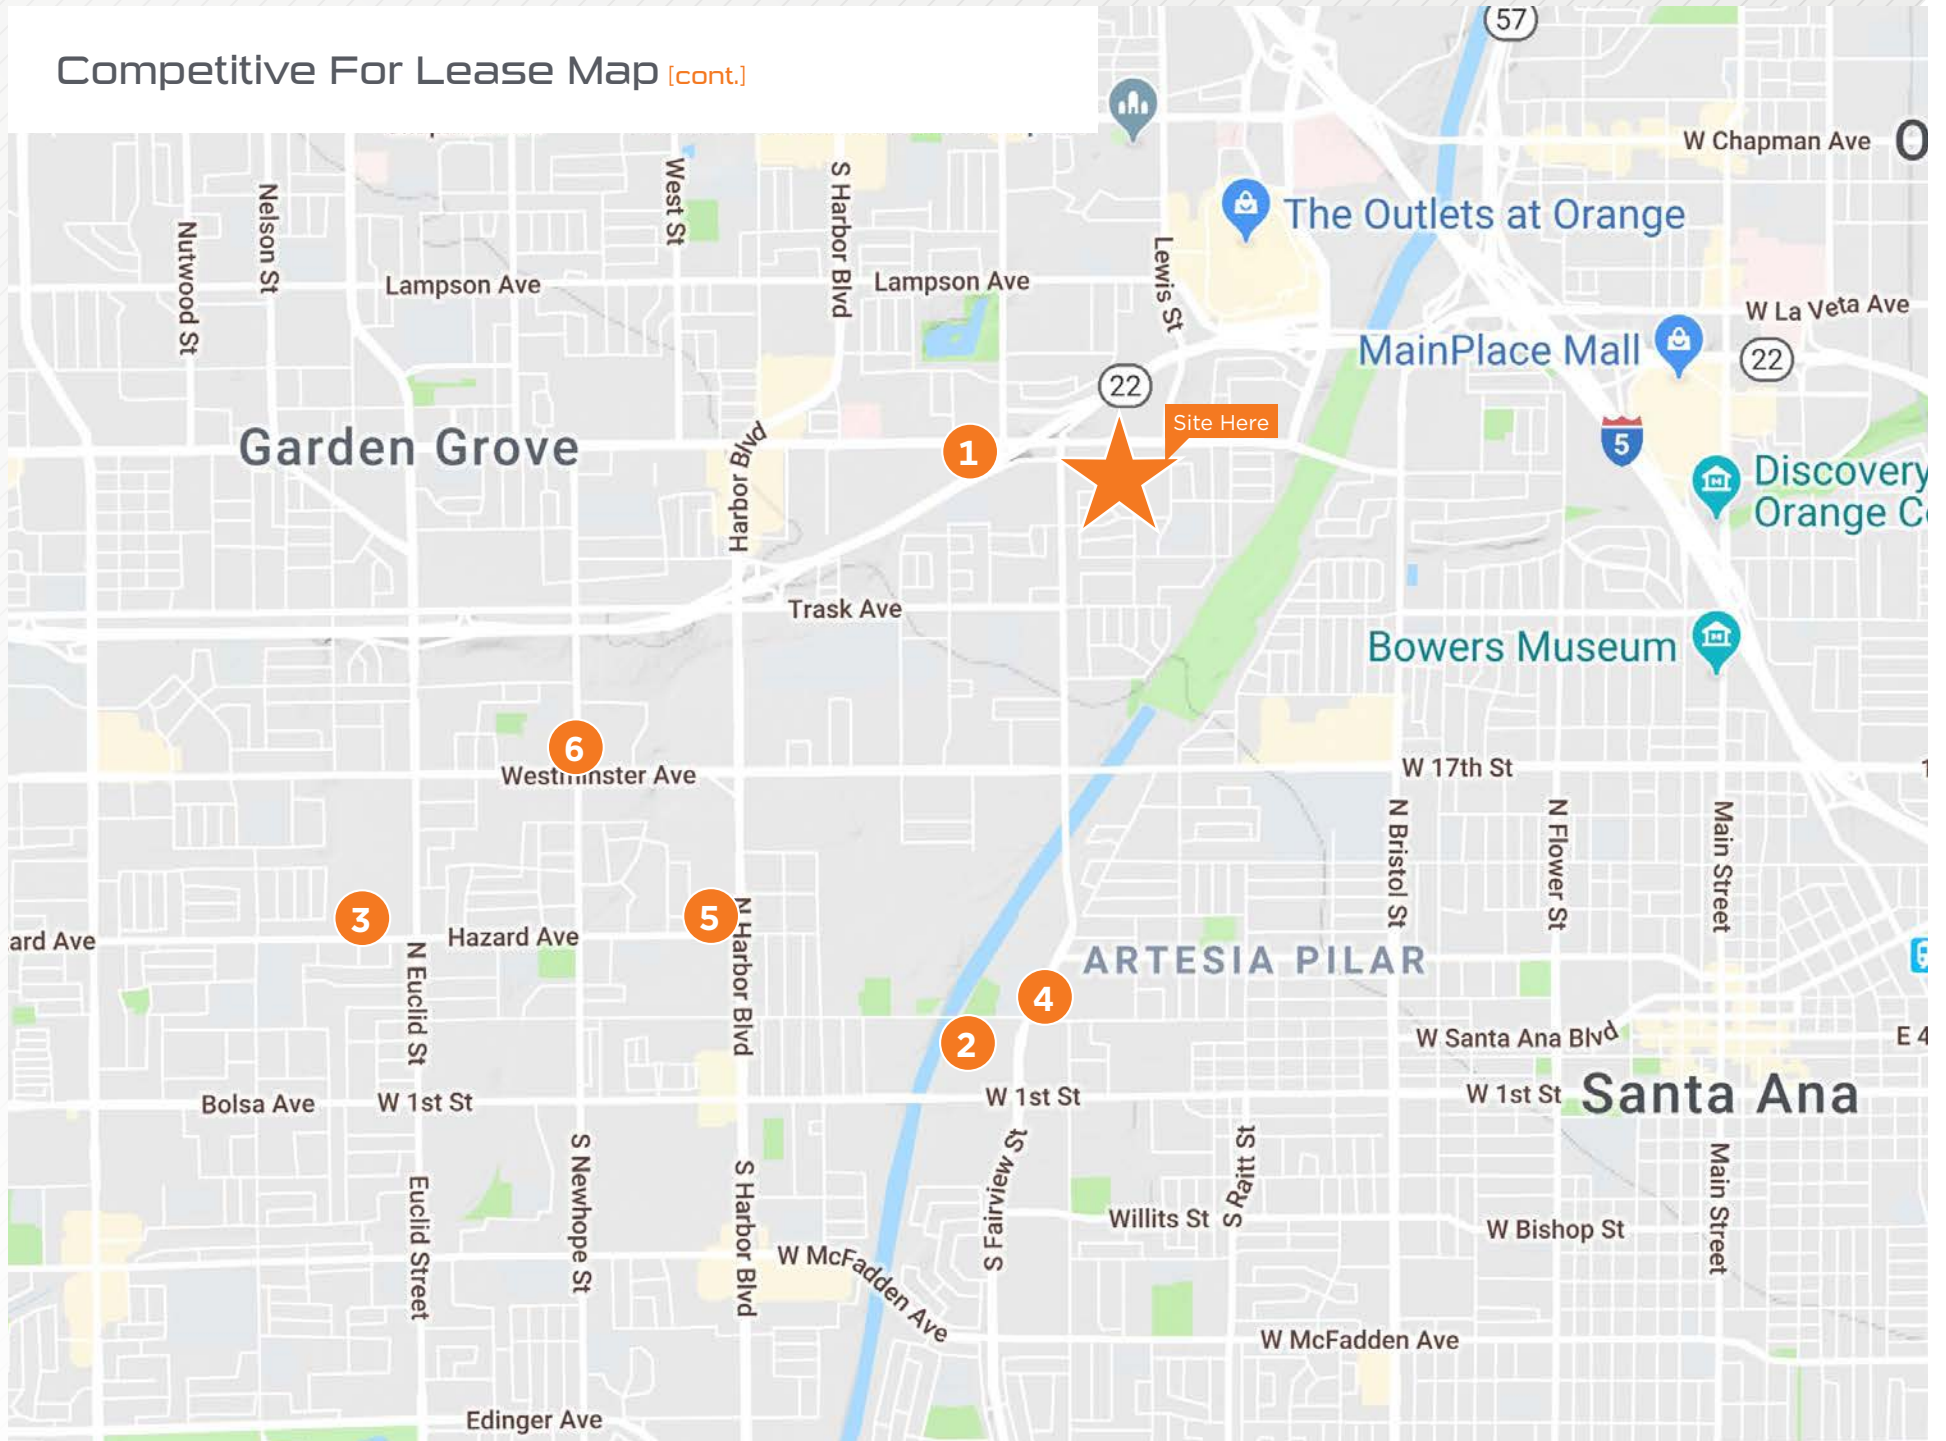 Competitive For Lease Map [cont.]
57
W Chapman Ave
O
The Outlets at Orange
Nutwood St
Nelson St
West St
S Harbor Blvd
Lewis St
Lampson Ave
Lampson Ave
W La Veta Ave
MainPlace Mall
22
22
Site Here
Garden Grove
Harbor Blvd
1
5
Discovery
Orange C
Trask Ave
Bowers Museum
6
Westminster Ave
W 17th St
1
N Bristol St
N Flower St
Main Street
3
5
ard Ave
Hazard Ave
N Euclid St
N Harbor Blvd
ARTESIA PILAR
4
2
W Santa Ana Blvd
E 4
Bolsa Ave
W 1st St
W 1st St
W 1st St
Santa Ana
Euclid Street
S Newhope St
S Harbor Blvd
S Fairview St
S Raitt St
Main Street
Willits St
W Bishop St
W McFadden Ave
W McFadden Ave
Edinger Ave